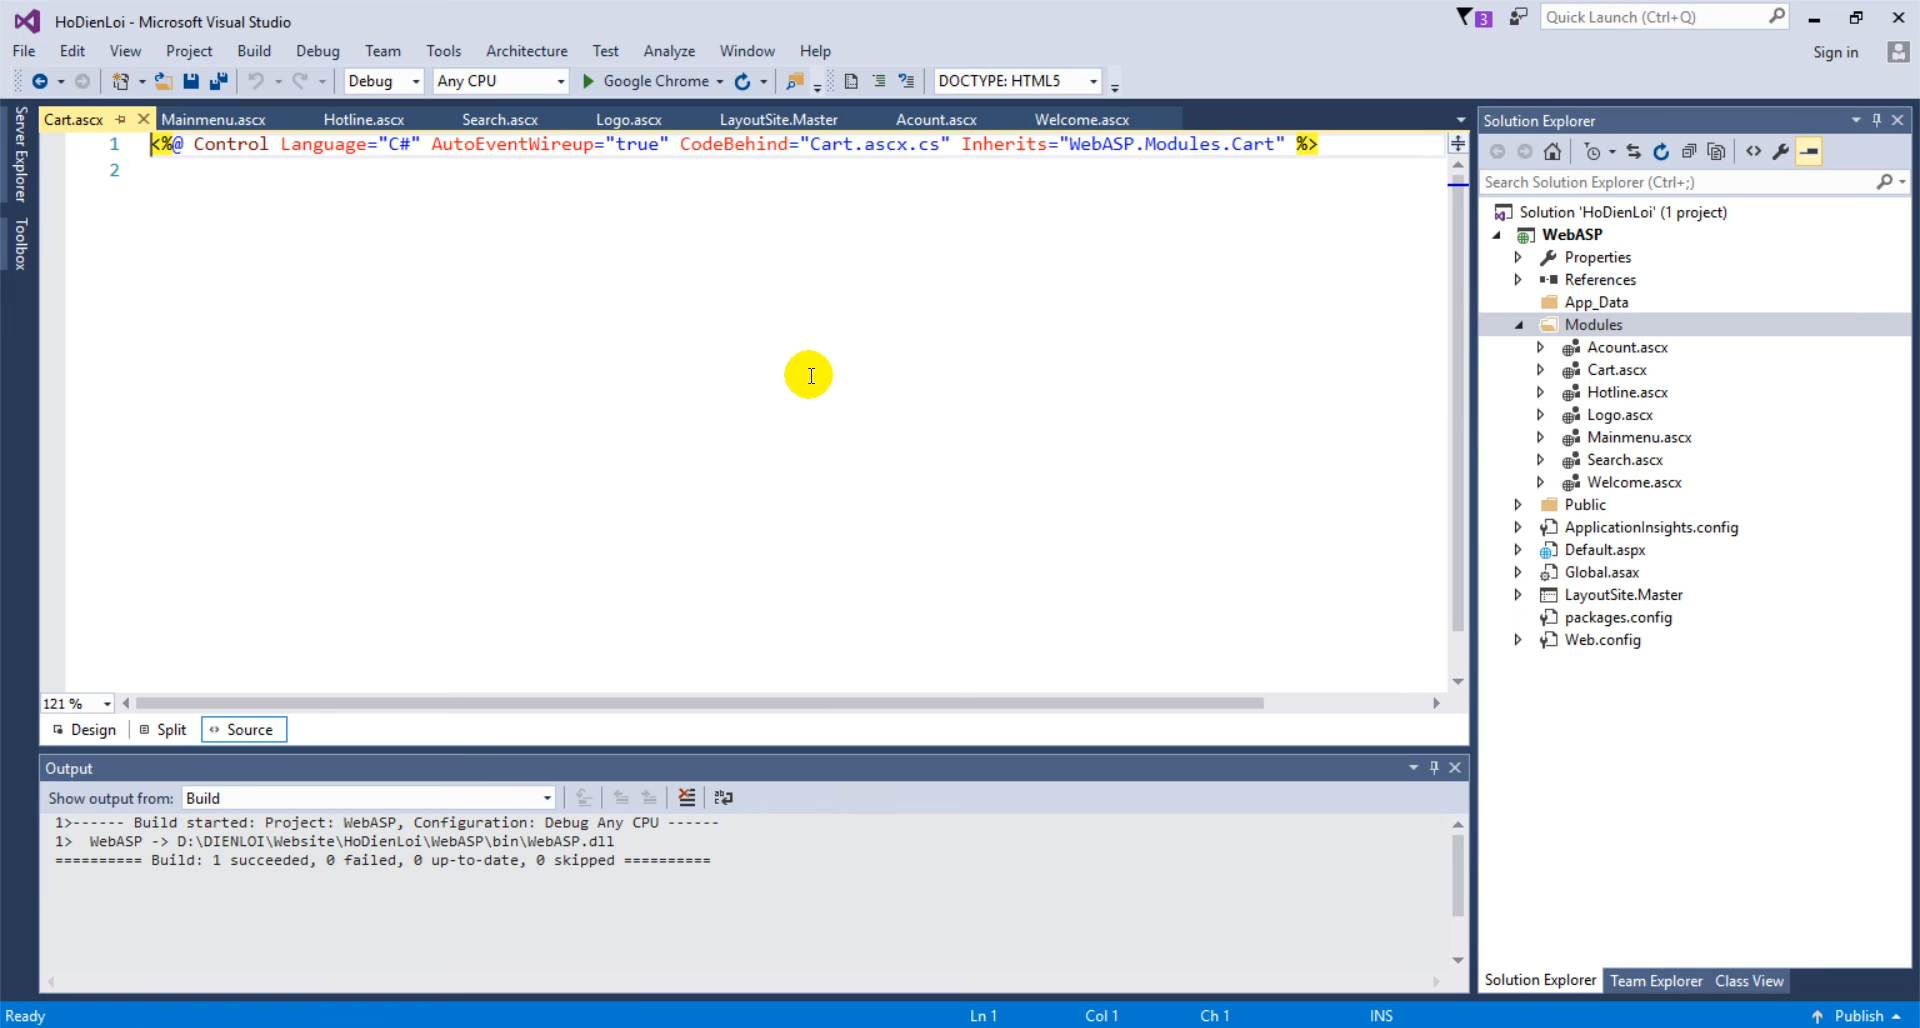 HoDienLoi - Microsoft Visual Studio
3
Quick Launch (Ctrl+Q)
File Edit View Project Build Debug Team Tools Architecture Test Analyze Window Help
Sign in
Debug Any CPU Google Chrome DOCTYPE: HTML5
Server Explorer
Toolbox
Cart.ascx Mainmenu.ascx Hotline.ascx Search.ascx Logo.ascx LayoutSite.Master Acount.ascx Welcome.ascx
1 <%@ Control Language="C#" AutoEventWireup="true" CodeBehind="Cart.ascx.cs" Inherits="WebASP.Modules.Cart" %>
2
121 %
Design Split Source
Output
Show output from: Build
1>------ Build started: Project: WebASP, Configuration: Debug Any CPU ------
1>  WebASP -> D:\DIENLOI\Website\HoDienLoi\WebASP\bin\WebASP.dll
========== Build: 1 succeeded, 0 failed, 0 up-to-date, 0 skipped ==========
Solution Explorer
Search Solution Explorer (Ctrl+;)
Solution 'HoDienLoi' (1 project)
WebASP
Properties
References
App_Data
Modules
Acount.ascx
Cart.ascx
Hotline.ascx
Logo.ascx
Mainmenu.ascx
Search.ascx
Welcome.ascx
Public
ApplicationInsights.config
Default.aspx
Global.asax
LayoutSite.Master
packages.config
Web.config
Solution Explorer Team Explorer Class View
Ready Ln 1 Col 1 Ch 1 INS Publish